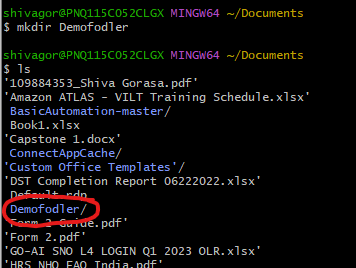 shivagor@PNQ115CO52CLGX MINGW64 ~/Documents
$ mkdir Demofodler
shivagor@PNQ115CO52CLGX MINGW64 ~/Documents
$ ls
'109884353_Shiva Gorasa.pdf'
'Amazon ATLAS - VILT Training Schedule.xlsx'
BasicAutomation-master/
Book1.xlsx
'Capstone 1.docx'
ConnectAppCache/
'Custom Office Templates'/
'DST Completion Report 06222022.xlsx'
Default.rdp
Demofodler/
'Form 2 Guide.pdf'
'Form 2.pdf'
'GO-AI SNO L4 LOGIN Q1 2023 OLR.xlsx'
'HRS NHO FAQ India.pdf'